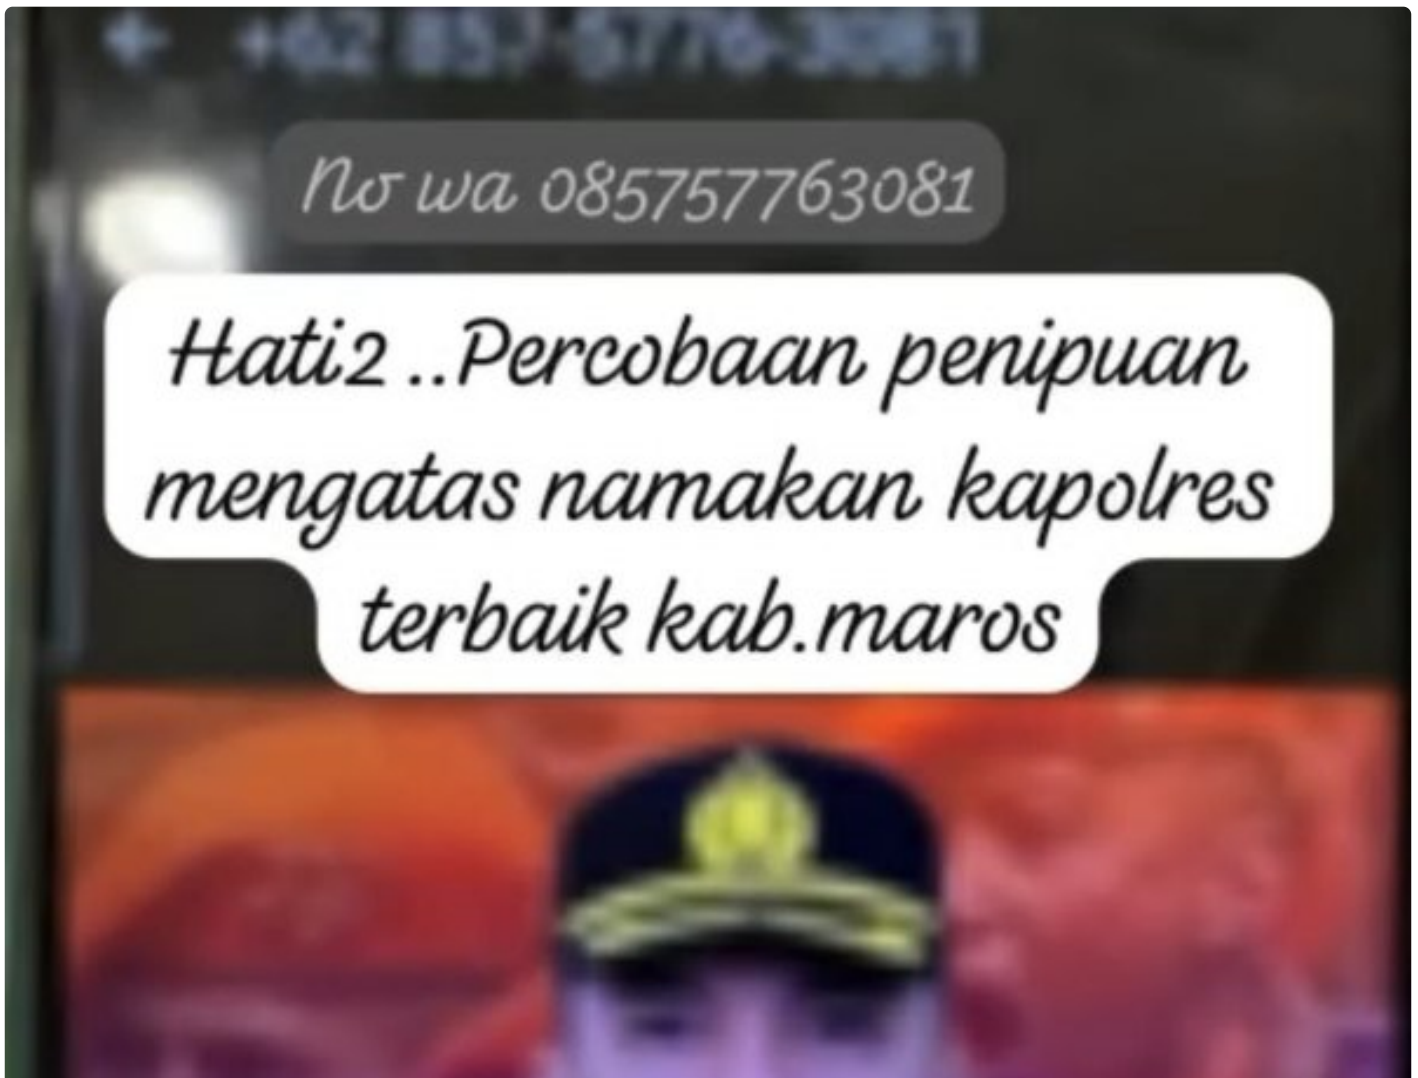 No wa 085757763081
Hati2 ..Percobaan penipuan
mengatas namakan kapolres
terbaik kab.maros